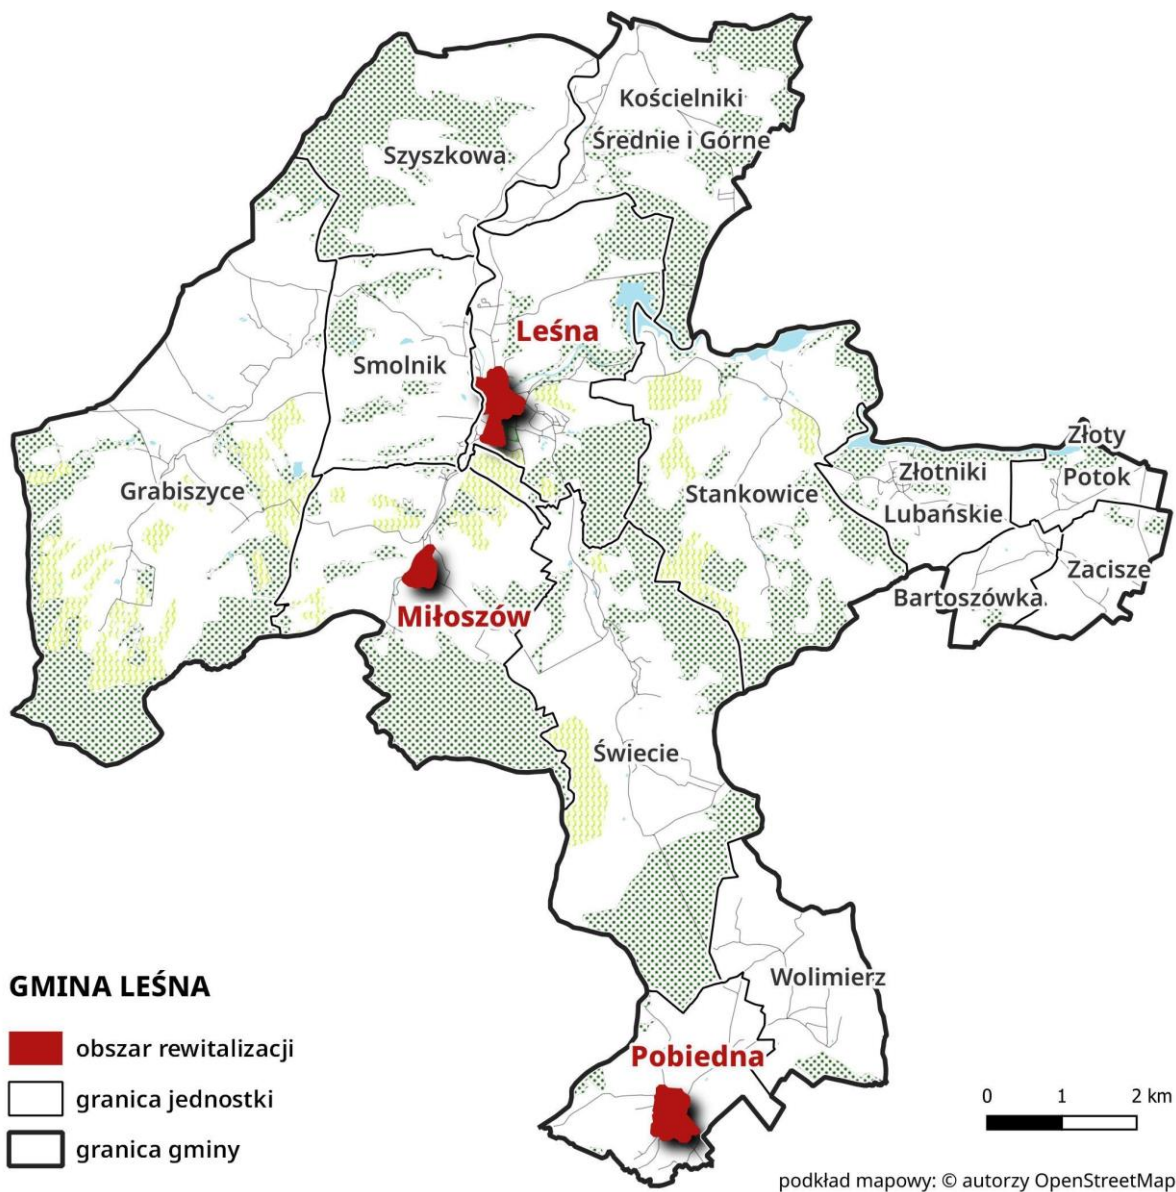 Kościelniki
Średnie i Górne
Szyszkowa
Leśna
Smolnik
Złoty
Potok
Złotniki
Lubańskie
Grabiszyce
Stankowice
Zacisze
Bartoszówka
Miłoszów
Świecie
Wolimierz
Pobiedna
GMINA LEŚNA
obszar rewitalizacji
granica jednostki
granica gminy
0 1 2 km
podkład mapowy: © autorzy OpenStreetMap